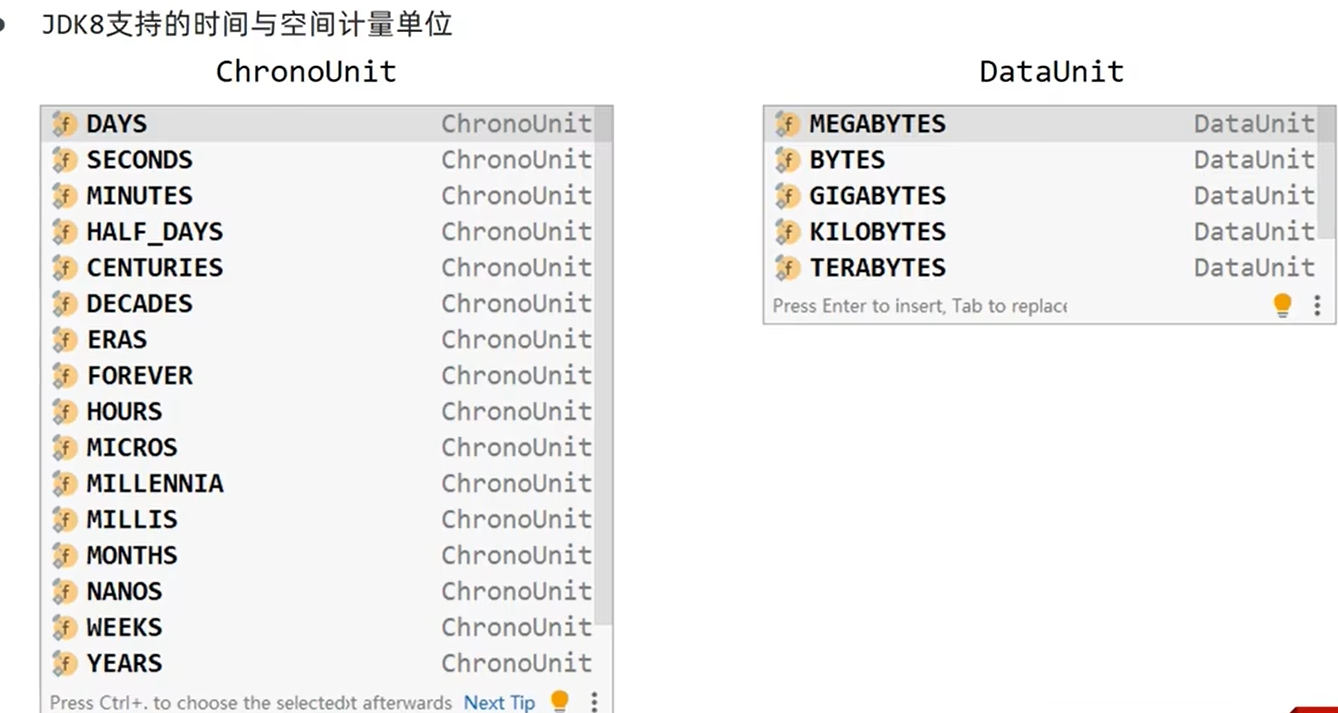 JDK8支持的时间与空间计量单位
ChronoUnit
DAYS ChronoUnit
SECONDS ChronoUnit
MINUTES ChronoUnit
HALF_DAYS ChronoUnit
CENTURIES ChronoUnit
DECADES ChronoUnit
ERAS ChronoUnit
FOREVER ChronoUnit
HOURS ChronoUnit
MICROS ChronoUnit
MILLENNIA ChronoUnit
MILLIS ChronoUnit
MONTHS ChronoUnit
NANOS ChronoUnit
WEEKS ChronoUnit
YEARS ChronoUnit
Press Ctrl+. to choose the selected afterwards Next Tip
DataUnit
MEGABYTES DataUnit
BYTES DataUnit
GIGABYTES DataUnit
KILOBYTES DataUnit
TERABYTES DataUnit
Press Enter to insert, Tab to replace